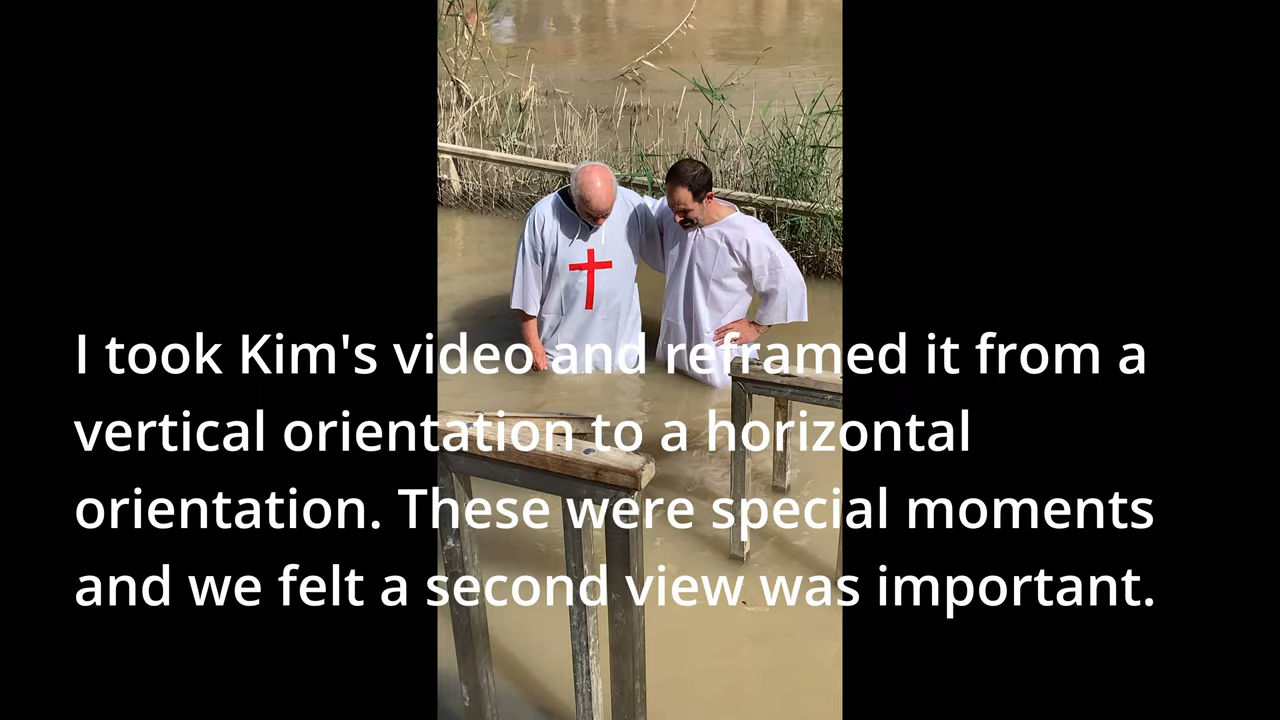 I took Kim's video and reframed it from a
vertical orientation to a horizontal
orientation. These were special moments
and we felt a second view was important.